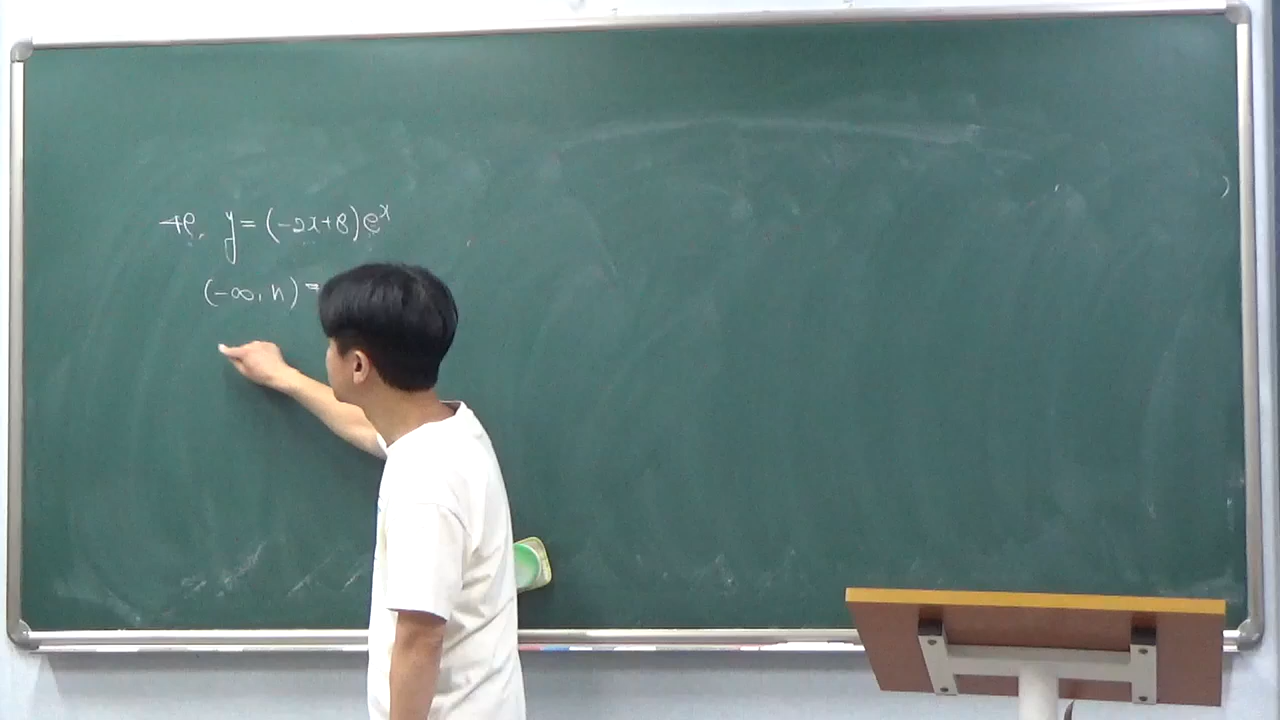 y = (-2x+8)e^x
(-∞, n) =